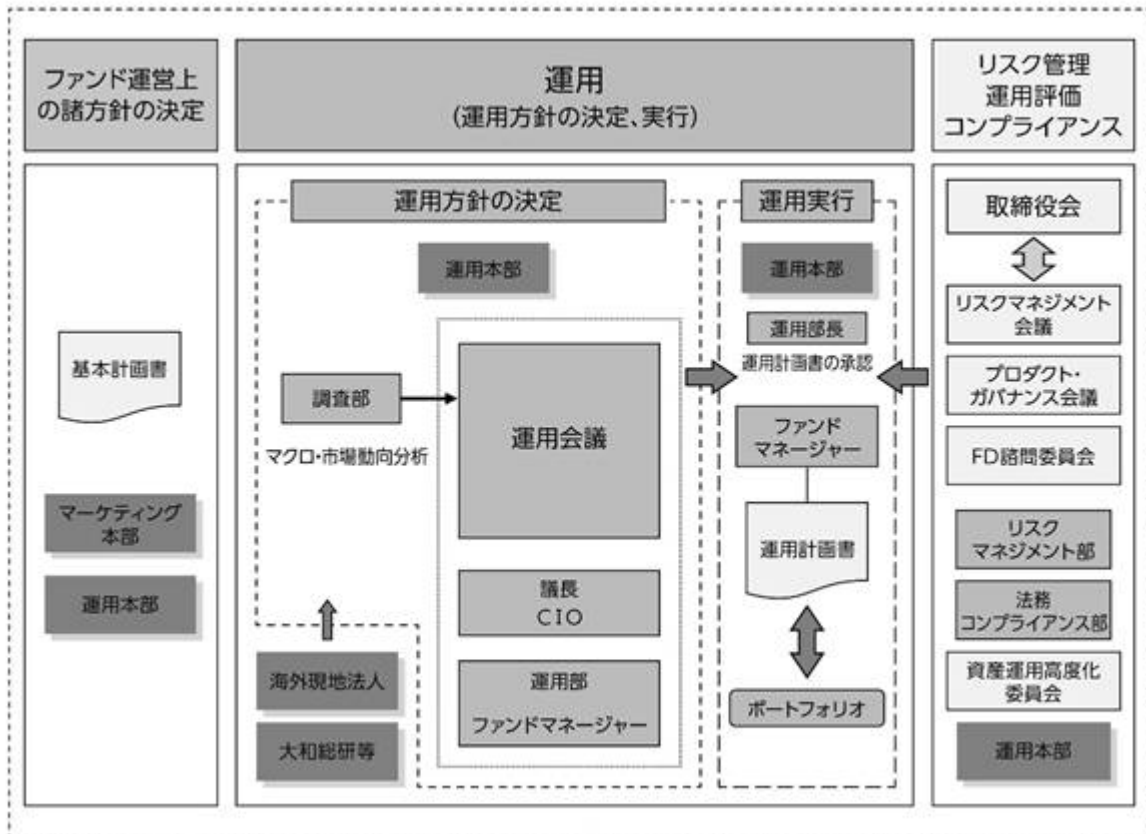 ファンド運営上
の諸方針の決定
基本計画書
マーケティング
本部
運用本部
運用
(運用方針の決定、実行)
運用方針の決定
運用本部
調査部
マクロ・市場動向分析
運用会議
議長
CIO
運用部
ファンドマネージャー
海外現地法人
大和総研等
運用実行
運用本部
運用部長
運用計画書の承認
ファンド
マネージャー
運用計画書
ポートフォリオ
リスク管理
運用評価
コンプライアンス
取締役会
リスクマネジメント
会議
プロダクト・
ガバナンス会議
FD諮問委員会
リスク
マネジメント部
法務
コンプライアンス部
資産運用高度化
委員会
運用本部